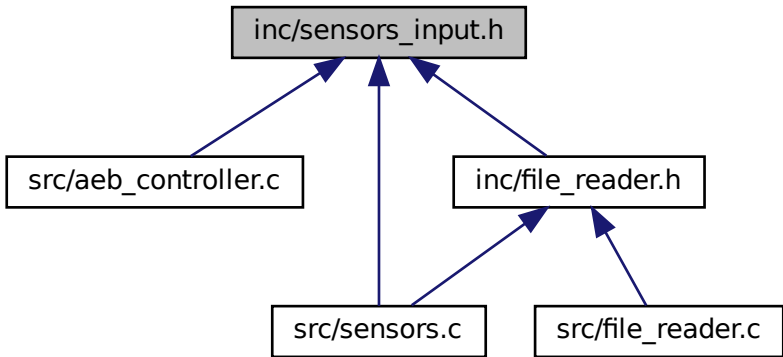 inc/sensors_input.h
src/aeb_controller.c
inc/file_reader.h
src/sensors.c
src/file_reader.c